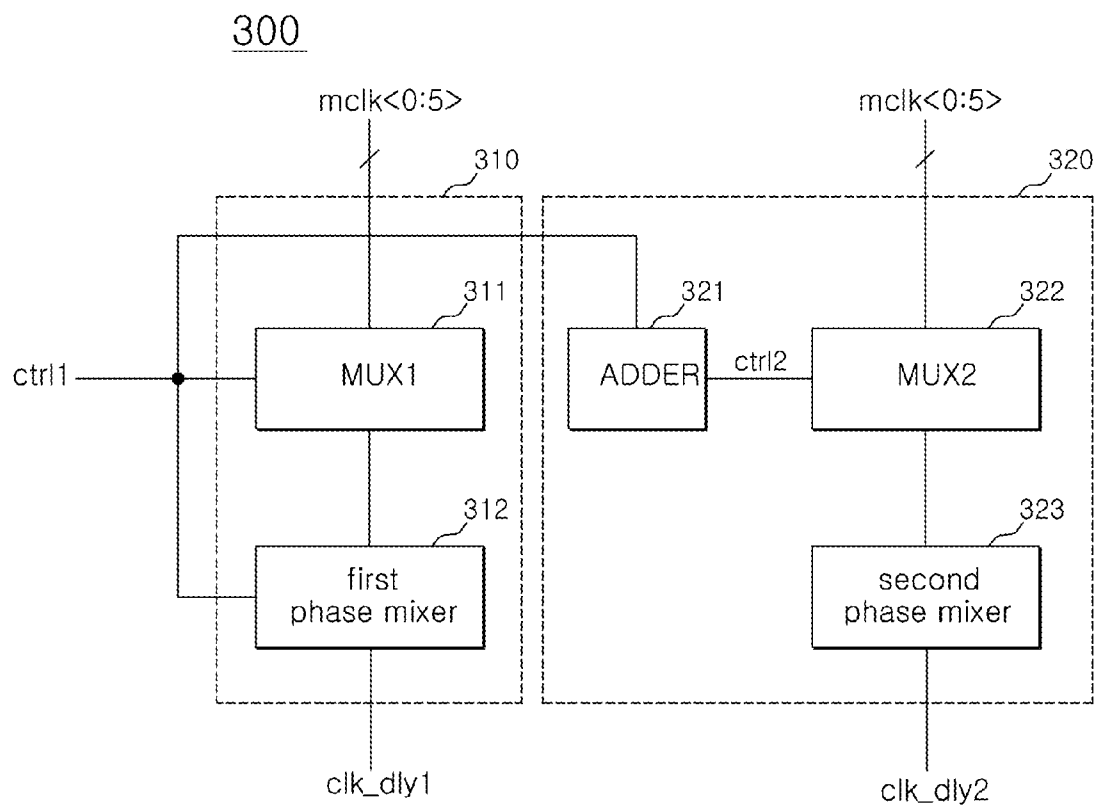 300
mclk<0:5>
mclk<0:5>
310
320
311
321
322
ctrl1
MUX1
ADDER
ctrl2
MUX2
312
323
first
phase mixer
second
phase mixer
clk_dly1
clk_dly2